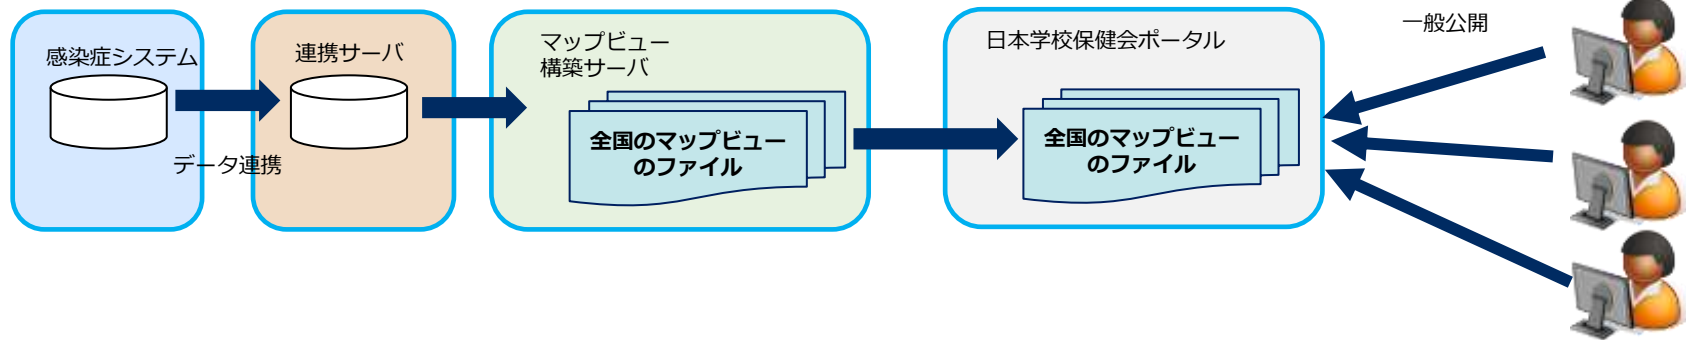 感染症システム
データ連携
連携サーバ
マップビュー
構築サーバ
全国のマップビュー
のファイル
日本学校保健会ポータル
全国のマップビュー
のファイル
一般公開